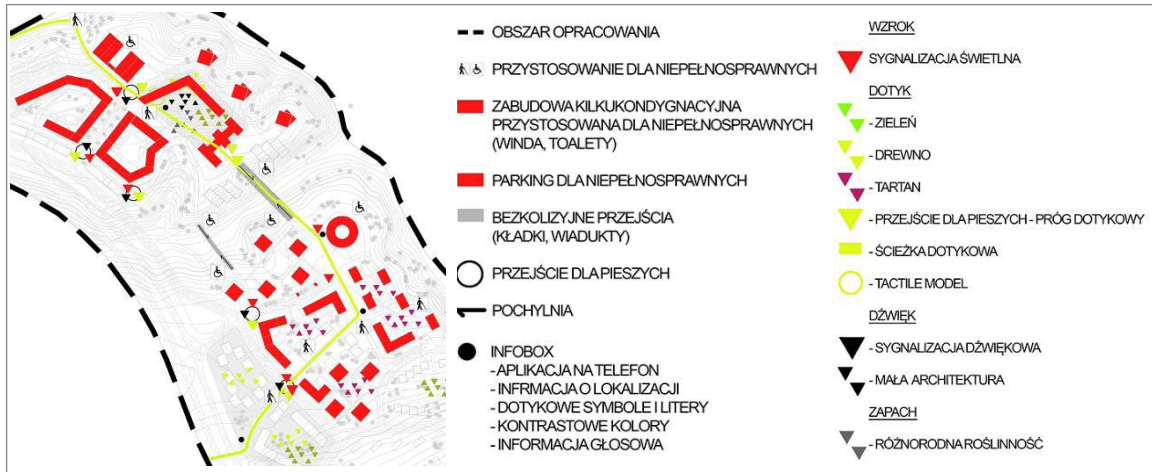 OBSZAR OPRACOWANIA
PRZYSTOSOWANIE DLA NIEPEŁNOSPRAWNYCH
ZABUDOWA KILKUKONDYGNACYJNA
PRZYSTOSOWANA DLA NIEPEŁNOSPRAWNYCH
(WINDA, TOALETY)
PARKING DLA NIEPEŁNOSPRAWNYCH
BEZKOLIZYJNE PRZEJŚCIA
(KŁADKI, WIADUKTY)
PRZEJŚCIE DLA PIESZYCH
POCHYLNIA
INFOBOX
- APLIKACJA NA TELEFON
- INFRMACJA O LOKALIZACJI
- DOTYKOWE SYMBOLE I LITERY
- KONTRASTOWE KOLORY
- INFORMACJA GŁOSOWA
WZROK
SYGNALIZACJA ŚWIETLNA
DOTYK
- ZIELEŃ
- DREWNO
- TARTAN
- PRZEJŚCIE DLA PIESZYCH - PRÓG DOTYKOWY
- ŚCIEŻKA DOTYKOWA
- TACTILE MODEL
DŹWIĘK
- SYGNALIZACJA DŹWIĘKOWA
- MAŁA ARCHITEKTURA
ZAPACH
- RÓŻNORODNA ROŚLINNOŚĆ